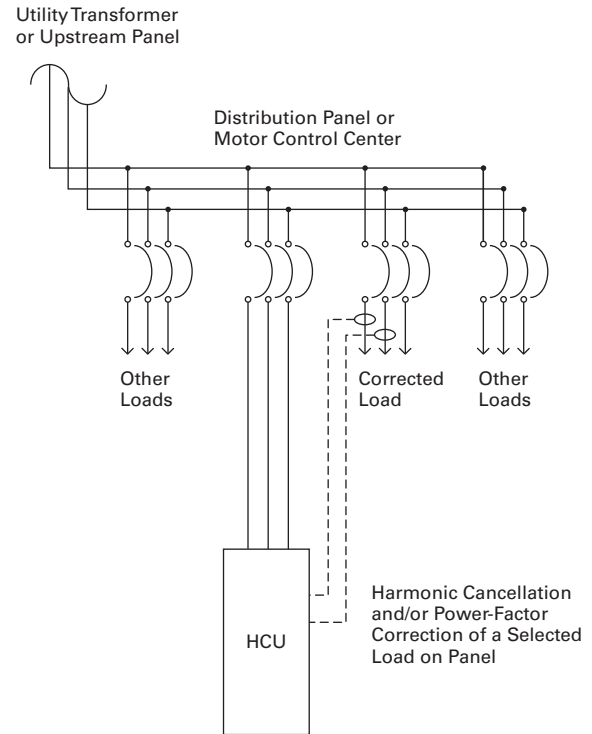 Utility Transformer
or Upstream Panel
Distribution Panel or
Motor Control Center
Other
Loads
Corrected
Load
Other
Loads
HCU
Harmonic Cancellation
and/or Power-Factor
Correction of a Selected
Load on Panel